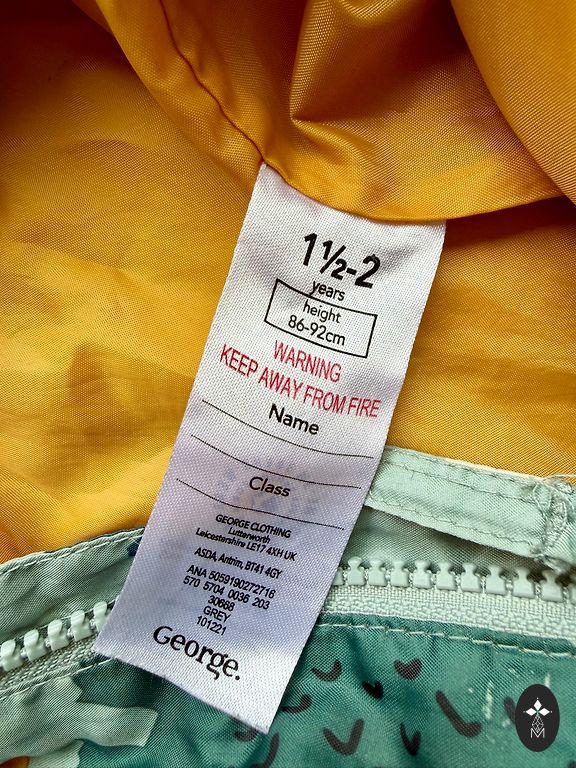 1½-2
years
height
86-92cm
WARNING
KEEP AWAY FROM FIRE
Name
Class
GEORGE CLOTHING
Lutterworth
Leicestershire LE17 4XH UK
ASDA, Antrim, BT41 4GY
ANA 5059190272716
570 5704 0036 203
30668
GREY
101221
George.